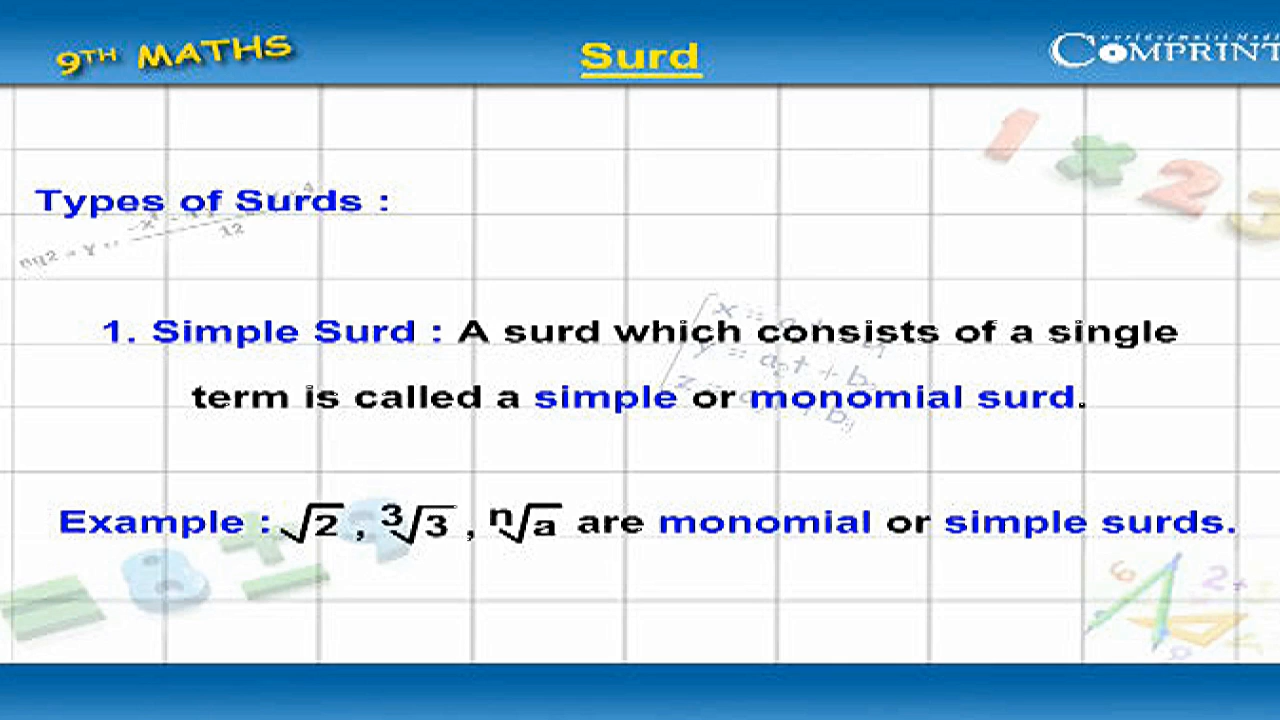 9TH MATHS
Surd
COMPRINT
Types of Surds :
12
1. Simple Surd : A surd which consists of a single
term is called a simple or monomial surd.
Example : √2 , ³√3 , ⁿ√a are monomial or simple surds.